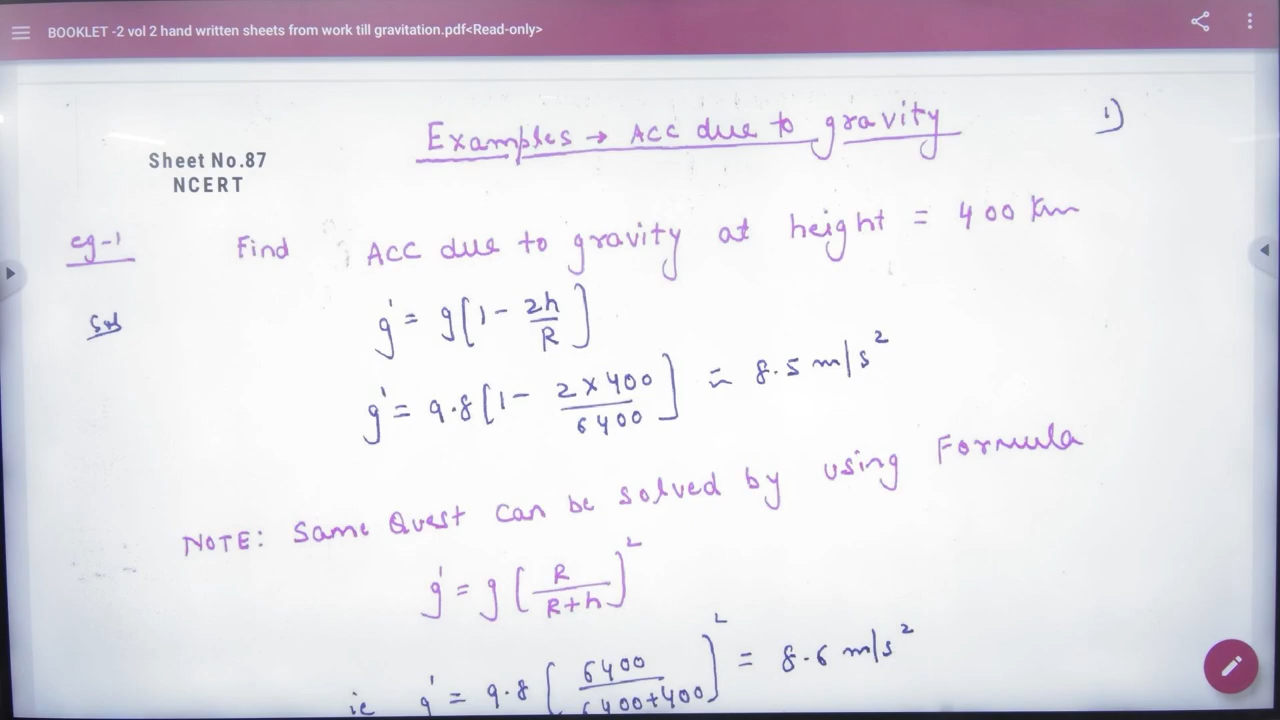 BOOKLET -2 vol 2 hand written sheets from work till gravitation.pdf<Read-only>
Examples → Acc due to gravity
1)
Sheet No.87
NCERT
eg-1 Find Acc due to gravity at height = 400 Km
Sol g' = g[1 - 2h/R]
g' = 9.8[1 - 2×400/6400] ≈ 8.5 m/s²
NOTE: Same Quest can be solved by using Formula
g' = g[R/R+h]²
ie g' = 9.8[6400/6400+400]² = 8.6 m/s²